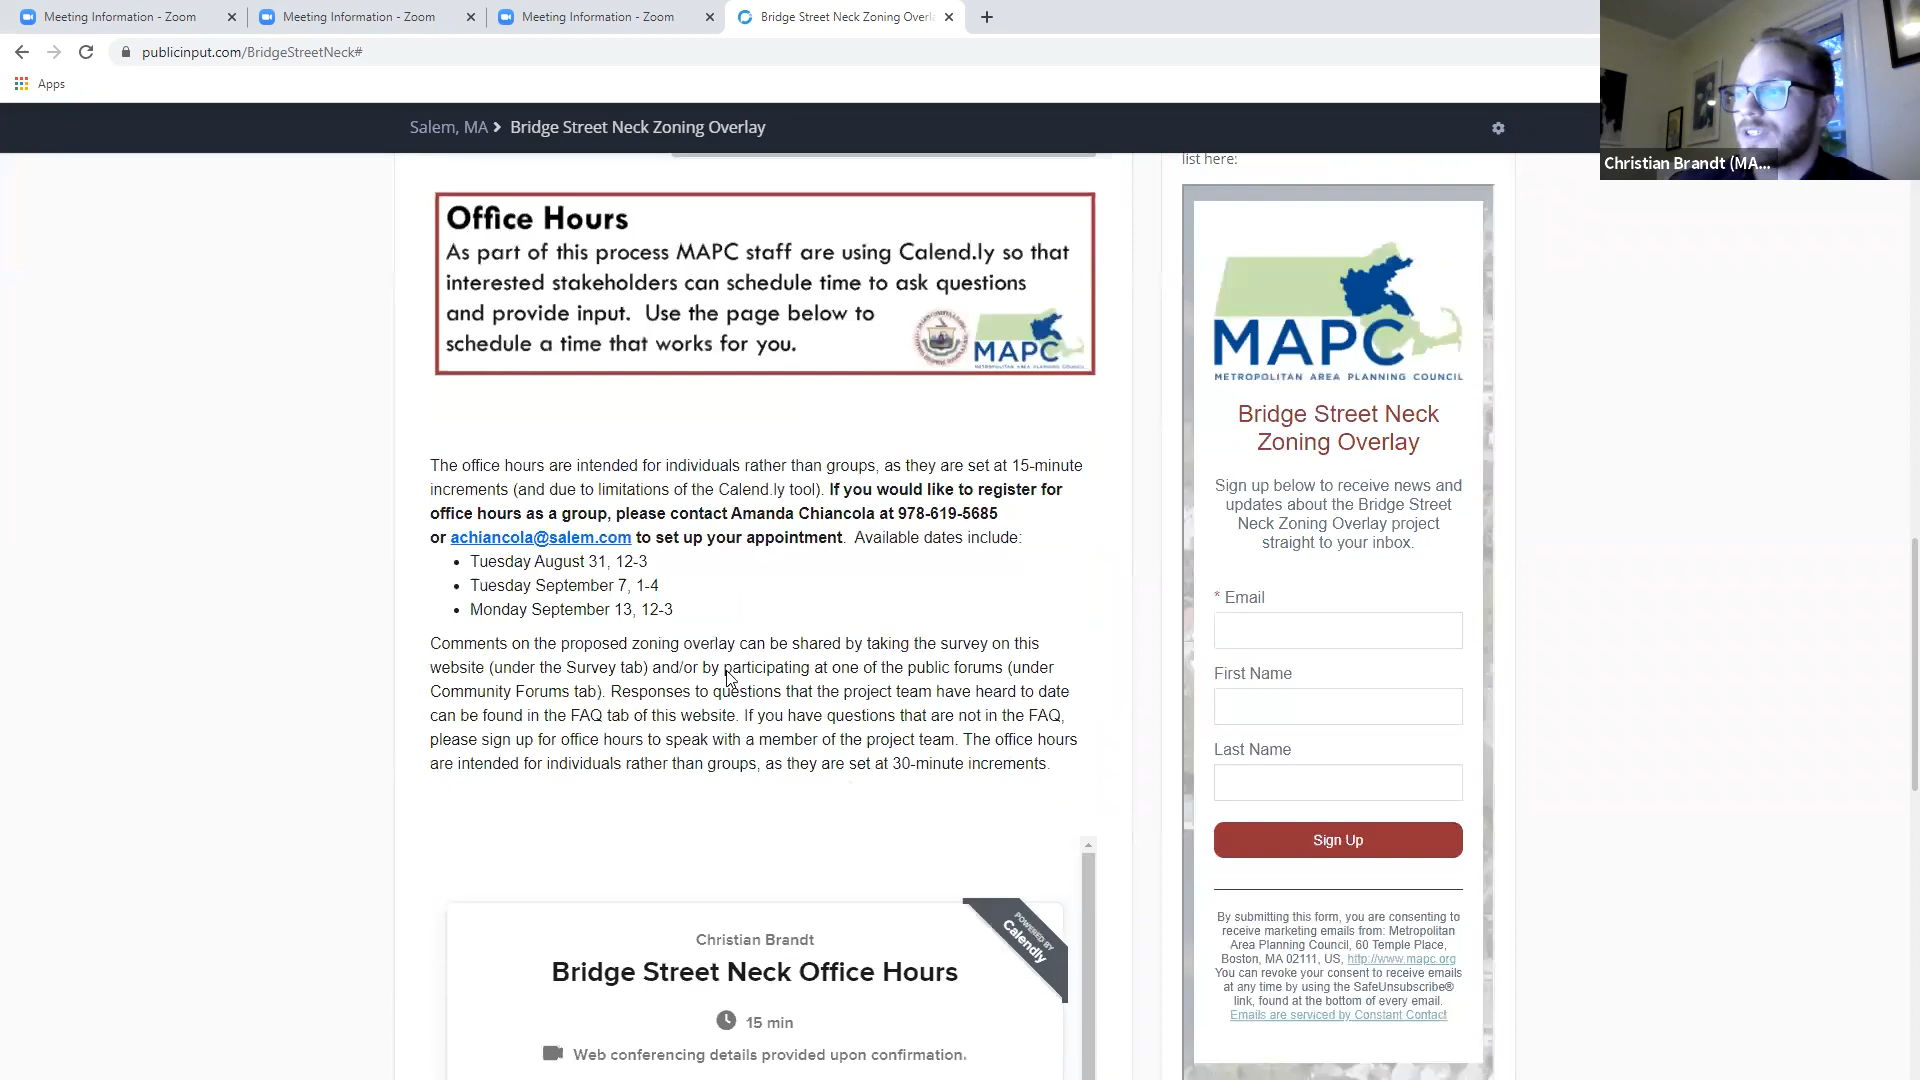 Meeting Information - Zoom
Meeting Information - Zoom
Meeting Information - Zoom
Bridge Street Neck Zoning Overla
publicinput.com/BridgeStreetNeck#
Apps
Salem, MA Bridge Street Neck Zoning Overlay
Christian Brandt (MA...
Office Hours
As part of this process MAPC staff are using Calend.ly so that
interested stakeholders can schedule time to ask questions
and provide input. Use the page below to
schedule a time that works for you.
MAPC
METROPOLITAN AREA PLANNING COUNCIL
The office hours are intended for individuals rather than groups, as they are set at 15-minute
increments (and due to limitations of the Calend.ly tool). If you would like to register for
office hours as a group, please contact Amanda Chiancola at 978-619-5685
or achiancola@salem.com to set up your appointment. Available dates include:
• Tuesday August 31, 12-3
• Tuesday September 7, 1-4
• Monday September 13, 12-3
Comments on the proposed zoning overlay can be shared by taking the survey on this
website (under the Survey tab) and/or by participating at one of the public forums (under
Community Forums tab). Responses to questions that the project team have heard to date
can be found in the FAQ tab of this website. If you have questions that are not in the FAQ,
please sign up for office hours to speak with a member of the project team. The office hours
are intended for individuals rather than groups, as they are set at 30-minute increments.
POWERED BY
Calendly
Christian Brandt
Bridge Street Neck Office Hours
15 min
Web conferencing details provided upon confirmation.
list here:
MAPC
METROPOLITAN AREA PLANNING COUNCIL
Bridge Street Neck
Zoning Overlay
Sign up below to receive news and
updates about the Bridge Street
Neck Zoning Overlay project
straight to your inbox.
* Email
First Name
Last Name
Sign Up
By submitting this form, you are consenting to
receive marketing emails from: Metropolitan
Area Planning Council, 60 Temple Place,
Boston, MA 02111, US, http://www.mapc.org
You can revoke your consent to receive emails
at any time by using the SafeUnsubscribe®
link, found at the bottom of every email.
Emails are serviced by Constant Contact